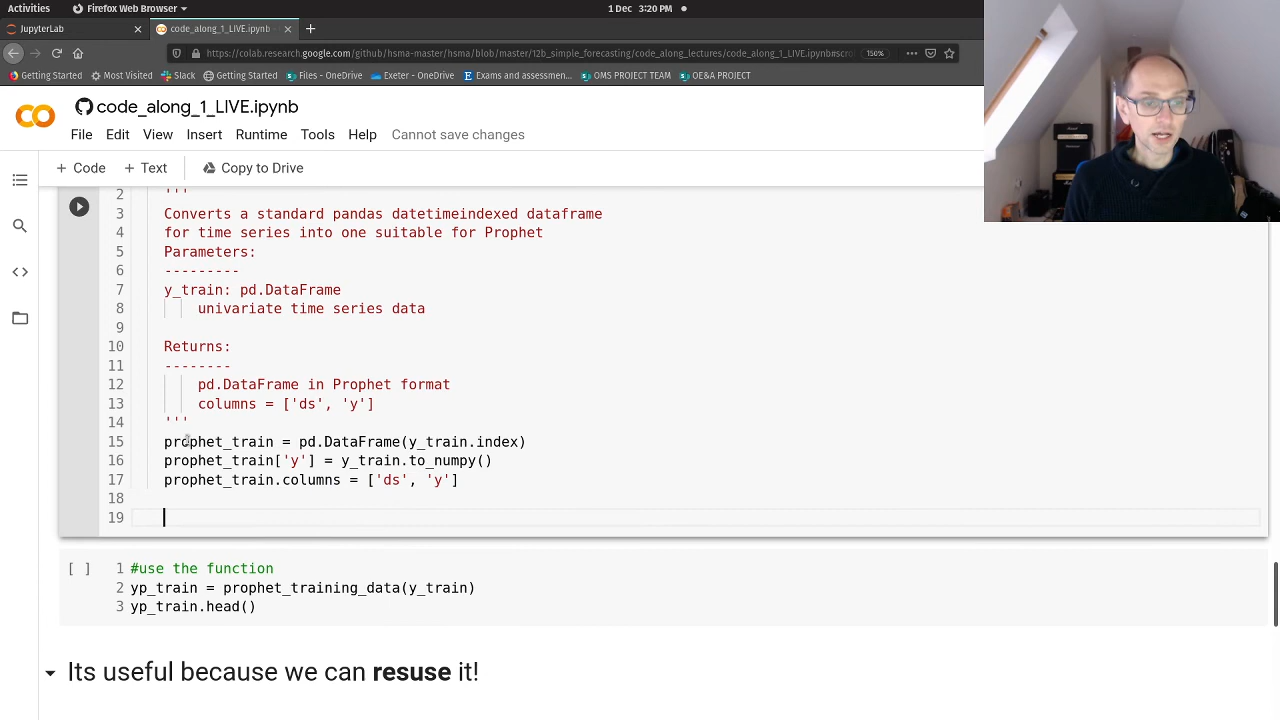 Activities
Firefox Web Browser
1 Dec 3:20 PM
JupyterLab
code_along_1_LIVE.ipynb
https://colab.research.google.com/github/hsma-master/hsma/blob/master/12b_simple_forecasting/code_along_lectures/code_along_1_LIVE.ipynb#scro
150%
Getting Started
Most Visited
Slack
Getting Started
Files - OneDrive
Exeter - OneDrive
Exams and assessmen...
OMS PROJECT TEAM
OE&A PROJECT
code_along_1_LIVE.ipynb
File Edit View Insert Runtime Tools Help Cannot save changes
+ Code + Text Copy to Drive
2 '''
3 Converts a standard pandas datetimeindexed dataframe
4 for time series into one suitable for Prophet
5 Parameters:
6 ---------
7 y_train: pd.DataFrame
8 univariate time series data
9
10 Returns:
11 --------
12 pd.DataFrame in Prophet format
13 columns = ['ds', 'y']
14 '''
15 prophet_train = pd.DataFrame(y_train.index)
16 prophet_train['y'] = y_train.to_numpy()
17 prophet_train.columns = ['ds', 'y']
18
19
[ ] 1 #use the function
2 yp_train = prophet_training_data(y_train)
3 yp_train.head()
Its useful because we can resuse it!